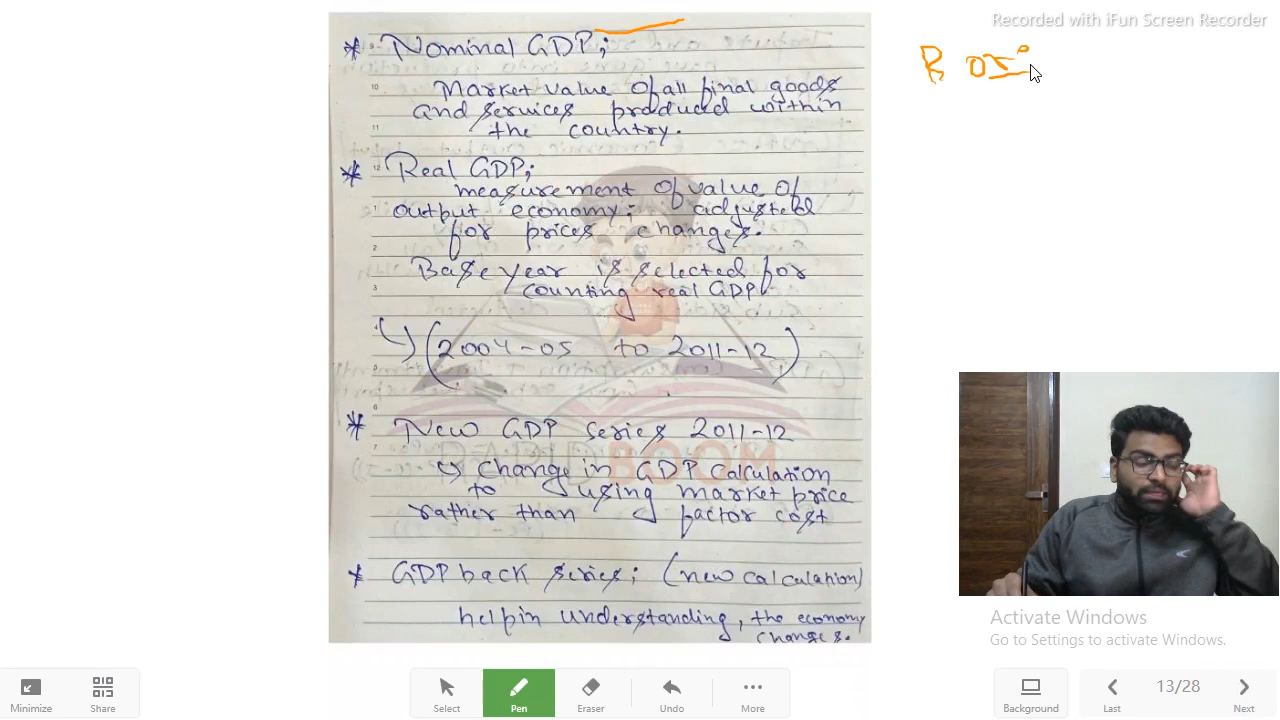 Recorded with iFun Screen Recorder
* Nominal GDP;
Market value of all final goods
and services produced within
the country.
* Real GDP;
measurement of value of
output economy; adjusted
for prices changes.
Base year is selected for
counting real GDP
(2004-05 to 2011-12)
* New GDP series 2011-12
↳ change in GDP calculation
to using market price
rather than factor cost
* GDP back series; (new calculation)
help in understanding, the economy
changes.
BOOM
Activate Windows
Go to Settings to activate Windows.
Minimize
Share
Select
Pen
Eraser
Undo
More
Background
Last
13/28
Next